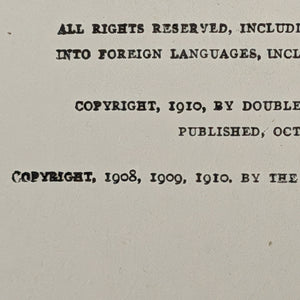 ALL RIGHTS RESERVED, INCLUDI
INTO FOREIGN LANGUAGES, INCL
COPYRIGHT, 1910, BY DOUBLE
PUBLISHED, OCT
COPYRIGHT, 1908, 1909, 1910. BY THE